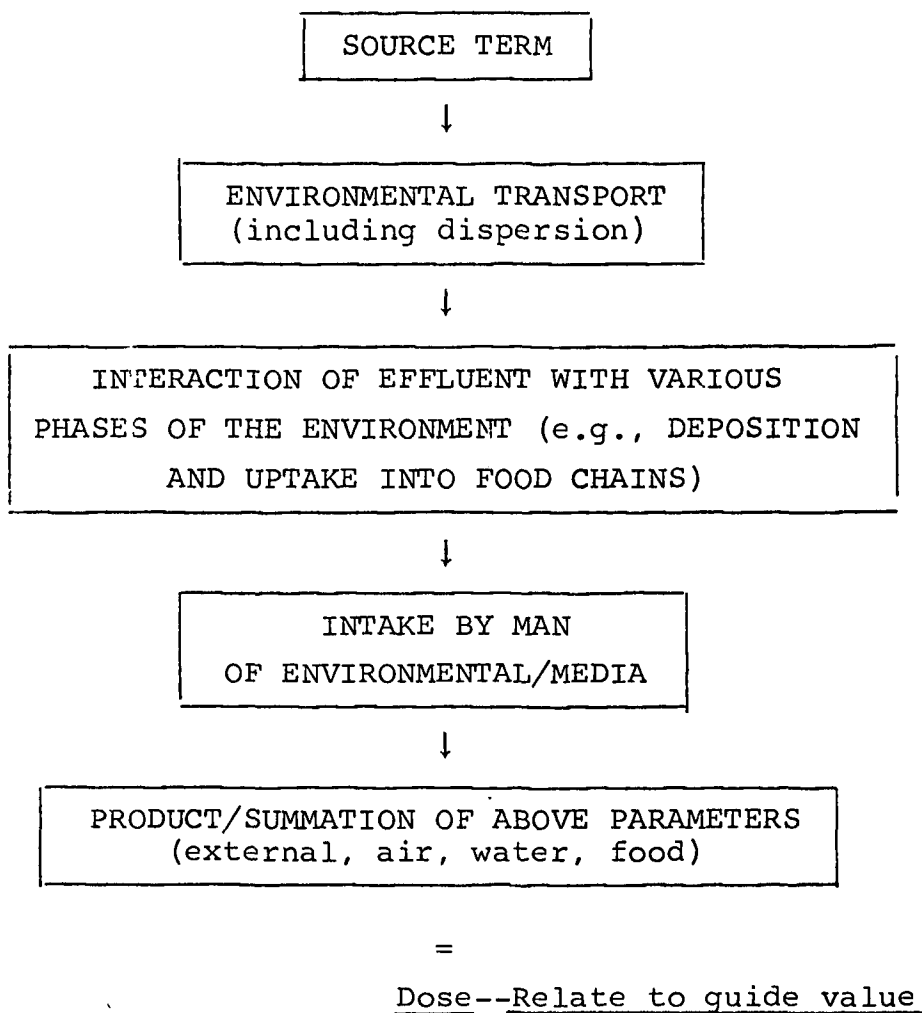 SOURCE TERM
↓
ENVIRONMENTAL TRANSPORT
(including dispersion)
↓
INTERACTION OF EFFLUENT WITH VARIOUS
PHASES OF THE ENVIRONMENT (e.g., DEPOSITION
AND UPTAKE INTO FOOD CHAINS)
↓
INTAKE BY MAN
OF ENVIRONMENTAL/MEDIA
↓
PRODUCT/SUMMATION OF ABOVE PARAMETERS
(external, air, water, food)
=
Dose--Relate to guide value